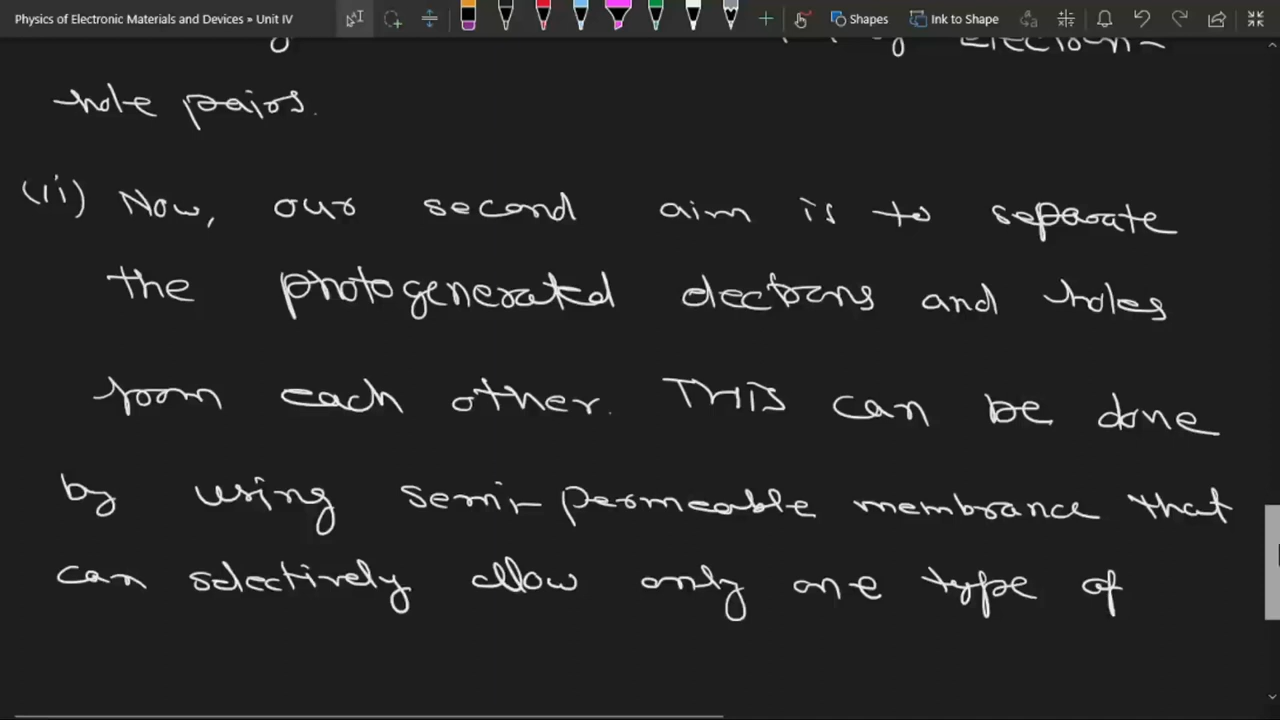 Physics of Electronic Materials and Devices » Unit IV
Shapes
Ink to Shape
Electron-
hole pairs.
(ii) Now, our second aim is to separate
the photogenerated electrons and holes
from each other. This can be done
by using semi-permeable membrance that
can selectively allow only one type of